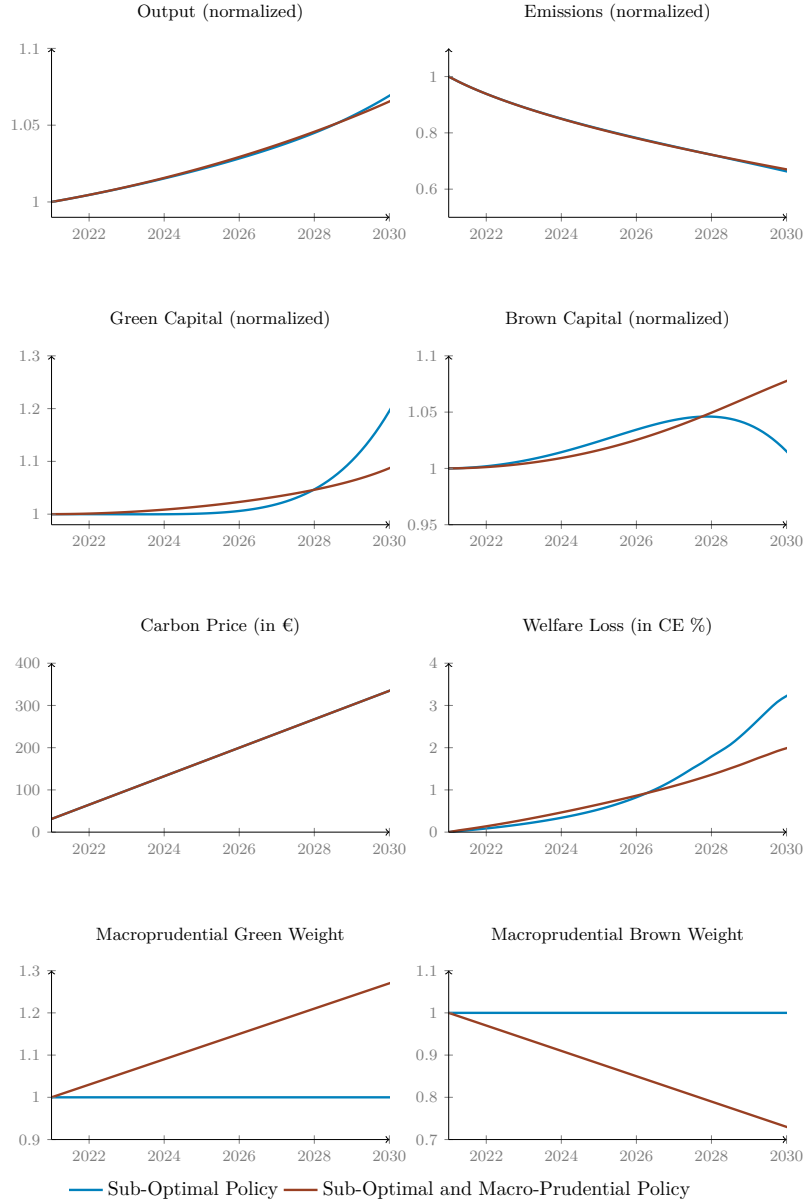 Output (normalized)
1.1
1.05
1
2022 2024 2026 2028 2030
Emissions (normalized)
1
0.8
0.6
2022 2024 2026 2028 2030
Green Capital (normalized)
1.3
1.2
1.1
1
2022 2024 2026 2028 2030
Brown Capital (normalized)
1.1
1.05
1
0.95
2022 2024 2026 2028 2030
Carbon Price (in €)
400
300
200
100
0
2022 2024 2026 2028 2030
Welfare Loss (in CE %)
4
3
2
1
0
2022 2024 2026 2028 2030
Macroprudential Green Weight
1.3
1.2
1.1
1
0.9
2022 2024 2026 2028 2030
Macroprudential Brown Weight
1.1
1
0.9
0.8
0.7
2022 2024 2026 2028 2030
Sub-Optimal Policy Sub-Optimal and Macro-Prudential Policy